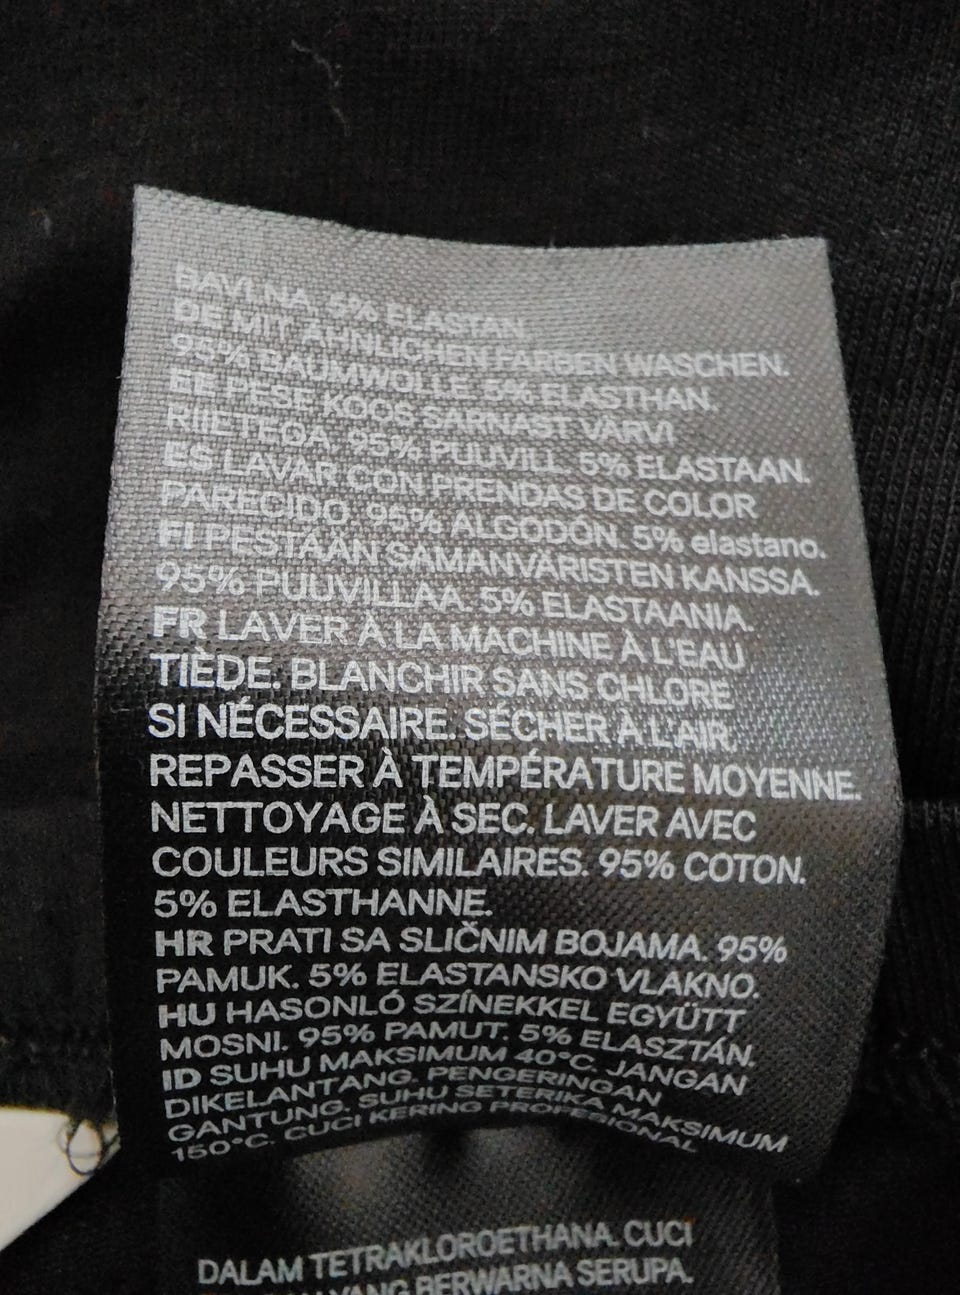 BAVLNA, 5% ELASTAN.
DE MIT ÄHNLICHEN FARBEN WASCHEN.
95% BAUMWOLLE. 5% ELASTHAN.
EE PESE KOOS SARNAST VÄRVI
RIIETEGA. 95% PUUVILL. 5% ELASTAAN.
ES LAVAR CON PRENDAS DE COLOR
PARECIDO. 95% ALGODÓN. 5% elastano.
FI PESTÄÄN SAMANVÄRISTEN KANSSA.
95% PUUVILLAA. 5% ELASTAANIA.
FR LAVER À LA MACHINE À L'EAU
TIÈDE. BLANCHIR SANS CHLORE
SI NÉCESSAIRE. SÉCHER À L'AIR.
REPASSER À TEMPÉRATURE MOYENNE.
NETTOYAGE À SEC. LAVER AVEC
COULEURS SIMILAIRES. 95% COTON.
5% ELASTHANNE.
HR PRATI SA SLIČNIM BOJAMA. 95%
PAMUK. 5% ELASTANSKO VLAKNO.
HU HASONLÓ SZÍNEKKEL EGYÜTT
MOSNI. 95% PAMUT. 5% ELASZTÁN.
ID SUHU MAKSIMUM 40°C. JANGAN
DIKELANTANG. PENGERINGAN
GANTUNG. SUHU SETERIKA MAKSIMUM
150°C. CUCI KERING PROFESIONAL
DALAM TETRAKLOROETHANA. CUCI
YANG BERWARNA SERUPA.